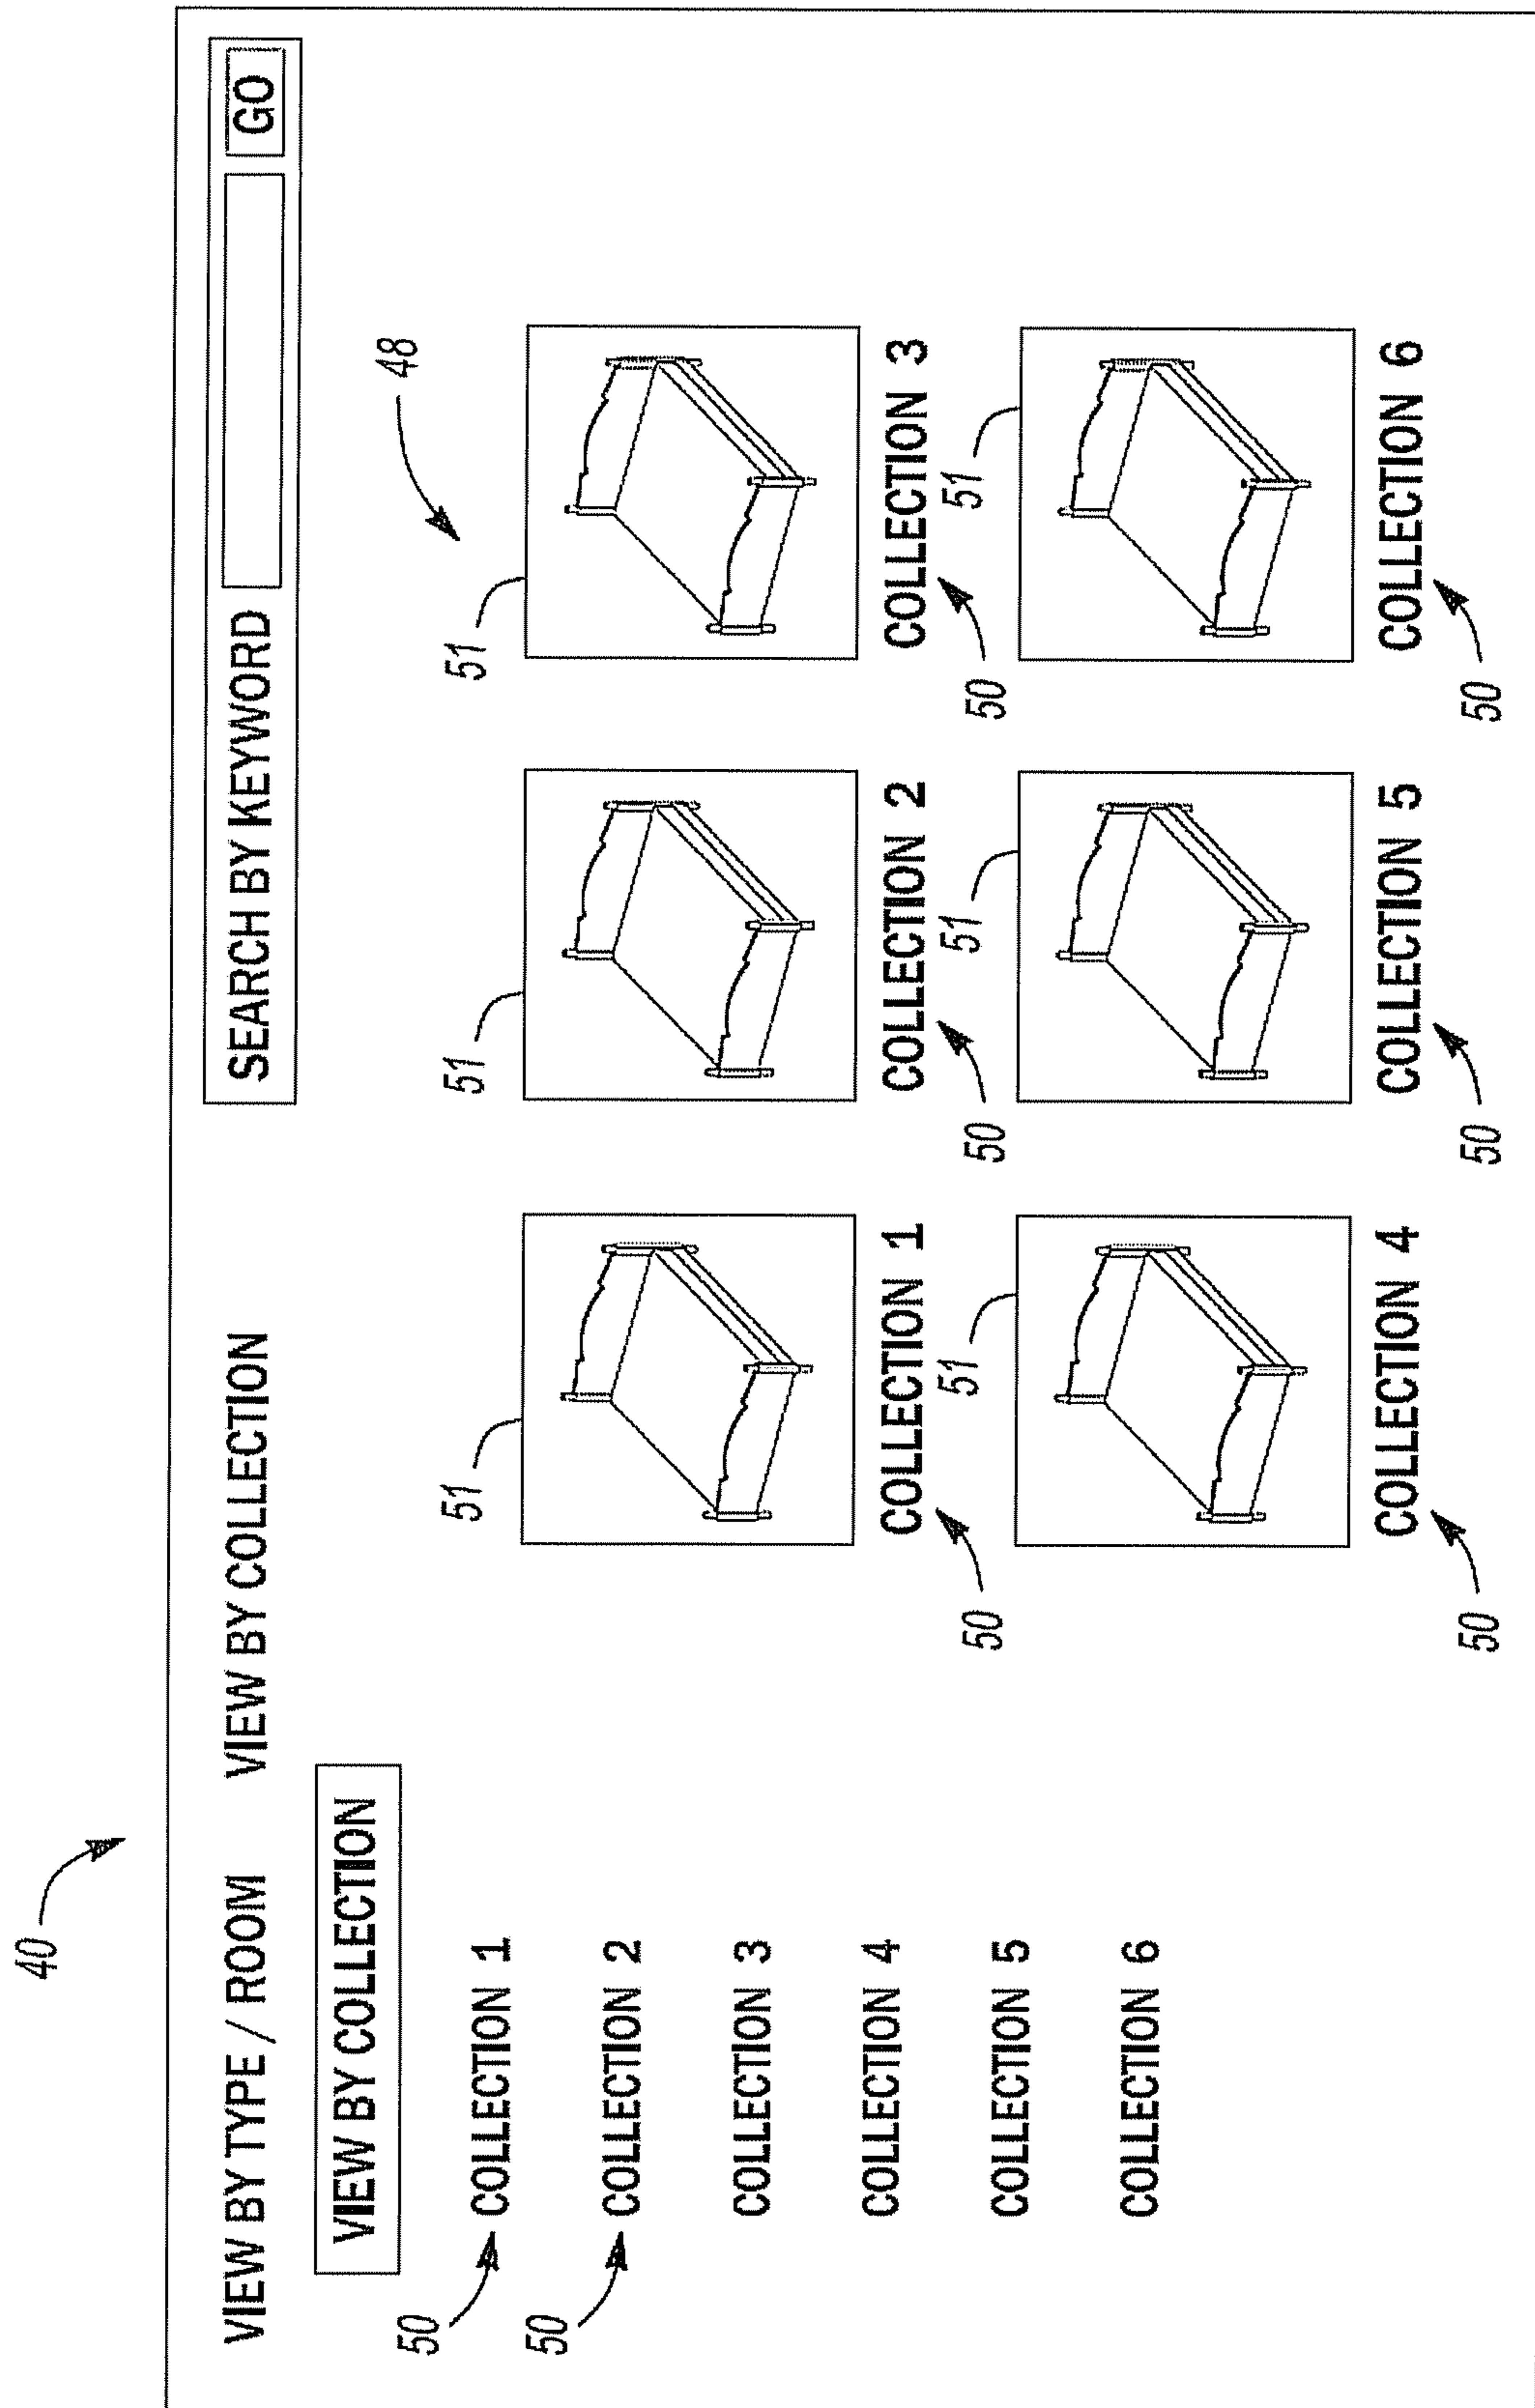 40
VIEW BY TYPE / ROOM VIEW BY COLLECTION SEARCH BY KEYWORD GO
VIEW BY COLLECTION
48
50 COLLECTION 1
50 COLLECTION 2
COLLECTION 3
COLLECTION 4
COLLECTION 5
COLLECTION 6
51 51 51
COLLECTION 1 COLLECTION 2 COLLECTION 3
50 50 50
51 51 51
COLLECTION 4 COLLECTION 5 COLLECTION 6
50 50 50